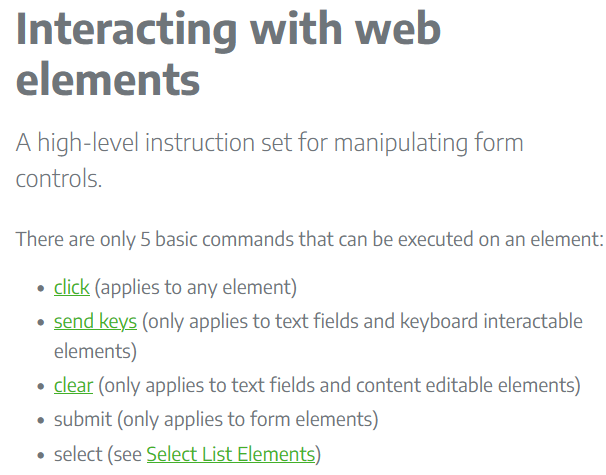 Interacting with web
elements
A high-level instruction set for manipulating form
controls.
There are only 5 basic commands that can be executed on an element:
• click (applies to any element)
• send keys (only applies to text fields and keyboard interactable
elements)
• clear (only applies to text fields and content editable elements)
• submit (only applies to form elements)
• select (see Select List Elements)